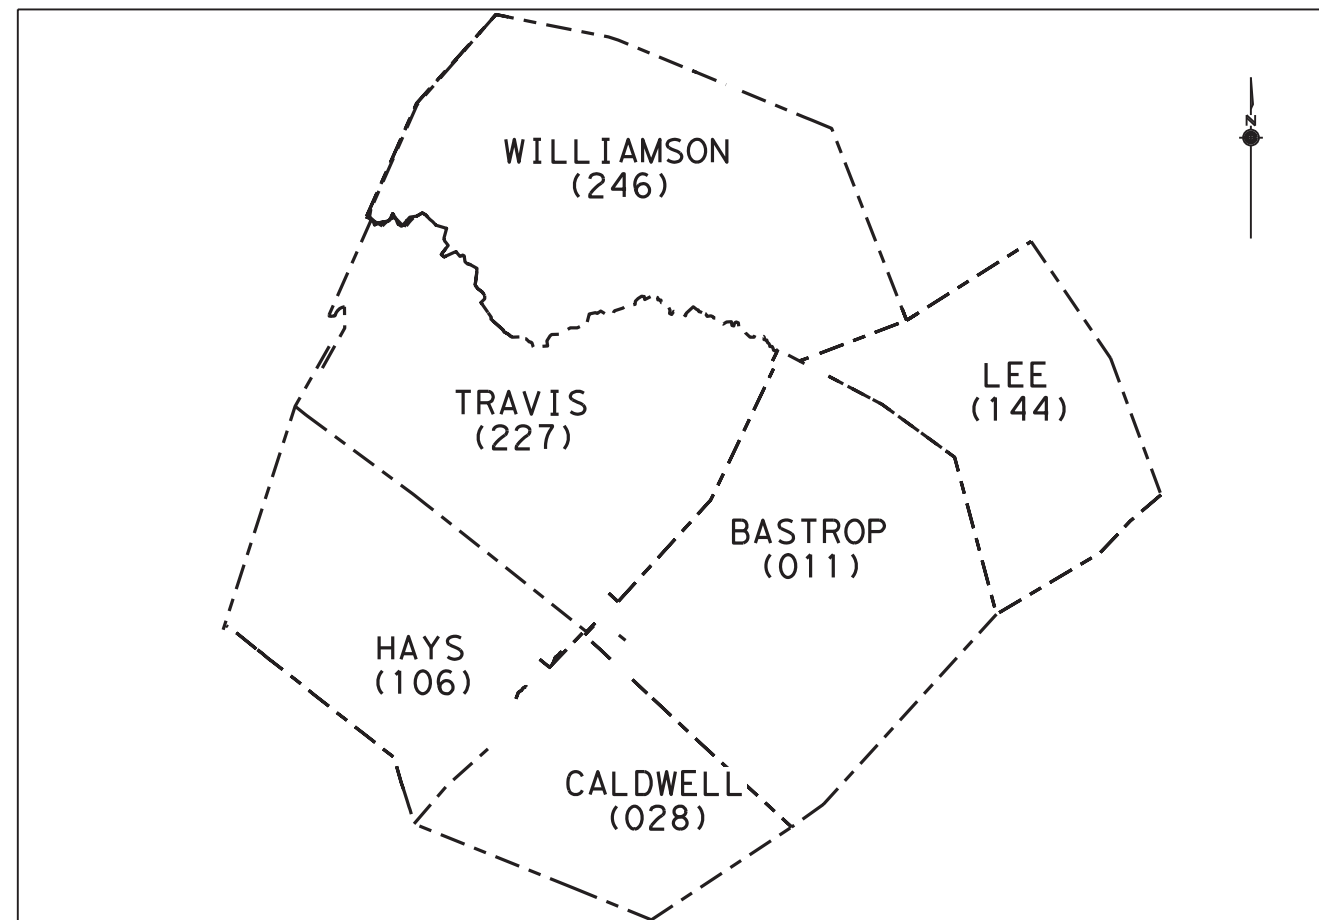 WILLIAMSON
(246)
N
LEE
(144)
TRAVIS
(227)
BASTROP
(011)
HAYS
(106)
CALDWELL
(028)